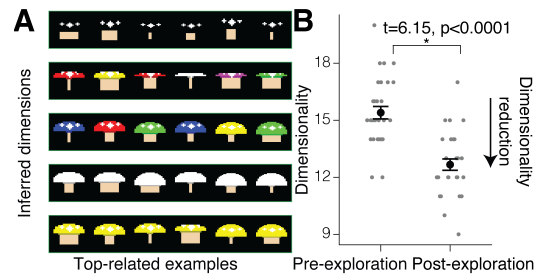 A
Inferred dimensions
Top-related examples
B
t=6.15, p<0.0001
*
Dimensionality
18
15
12
9
Dimensionality
reduction
Pre-exploration Post-exploration